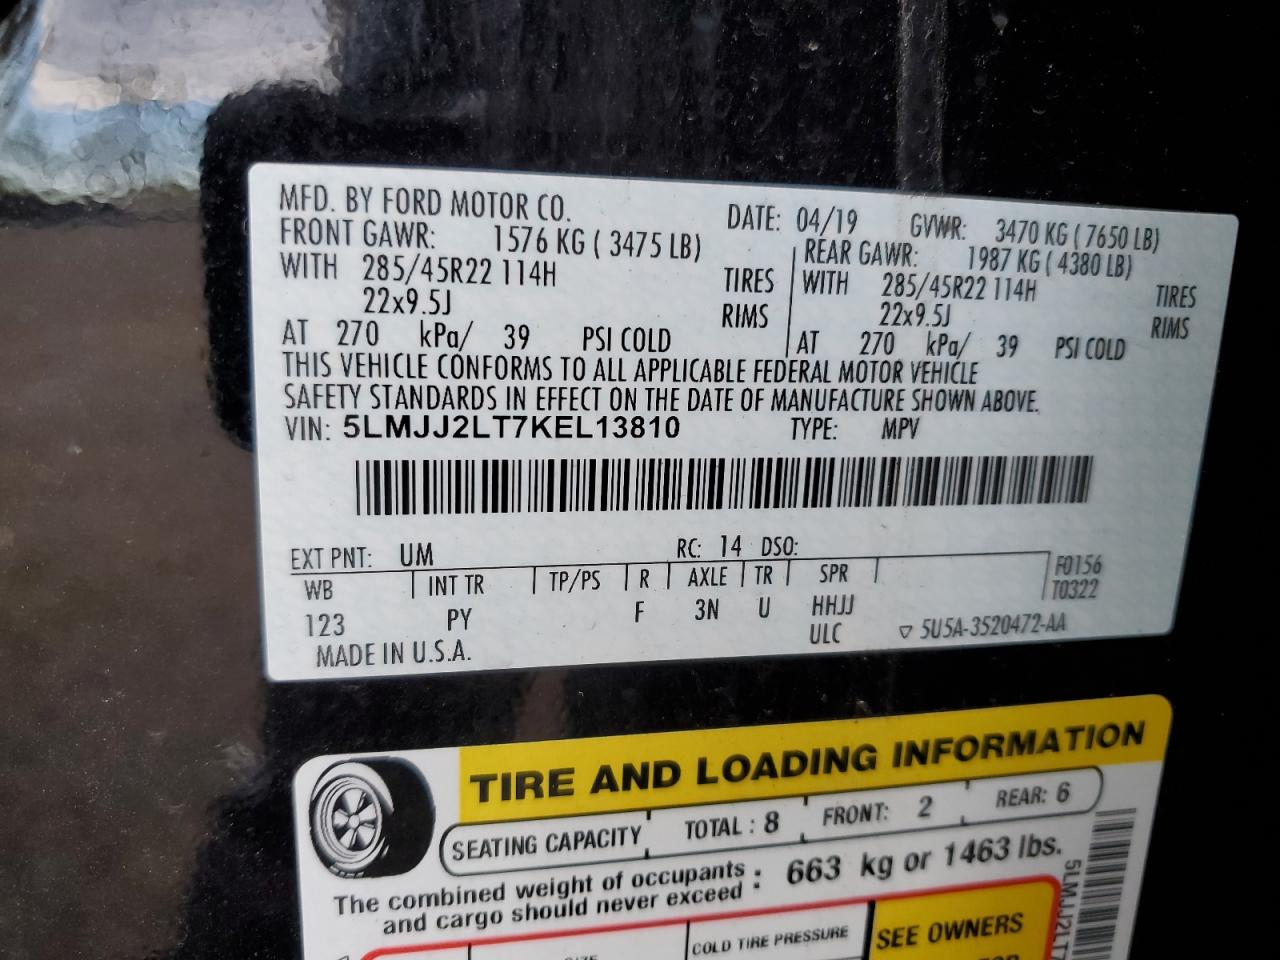 MFD. BY FORD MOTOR CO. DATE: 04/19 GVWR: 3470 KG ( 7650 LB)
FRONT GAWR: 1576 KG ( 3475 LB) REAR GAWR: 1987 KG ( 4380 LB)
WITH 285/45R22 114H TIRES WITH 285/45R22 114H TIRES
22x9.5J RIMS 22x9.5J RIMS
AT 270 kPa/ 39 PSI COLD AT 270 kPa/ 39 PSI COLD
THIS VEHICLE CONFORMS TO ALL APPLICABLE FEDERAL MOTOR VEHICLE
SAFETY STANDARDS IN EFFECT ON THE DATE OF MANUFACTURE SHOWN ABOVE.
VIN: 5LMJJ2LT7KEL13810 TYPE: MPV
EXT PNT: UM RC: 14 DSO:
WB INT TR TP/PS R AXLE TR SPR F0156
T0322
123 PY F 3N U HHJJ
ULC ▽ 5U5A-3520472-AA
MADE IN U.S.A.
TIRE AND LOADING INFORMATION
SEATING CAPACITY TOTAL : 8 FRONT: 2 REAR: 6
The combined weight of occupants and cargo should never exceed : 663 kg or 1463 lbs.
COLD TIRE PRESSURE
SEE OWNERS
5LMJJ2LT7